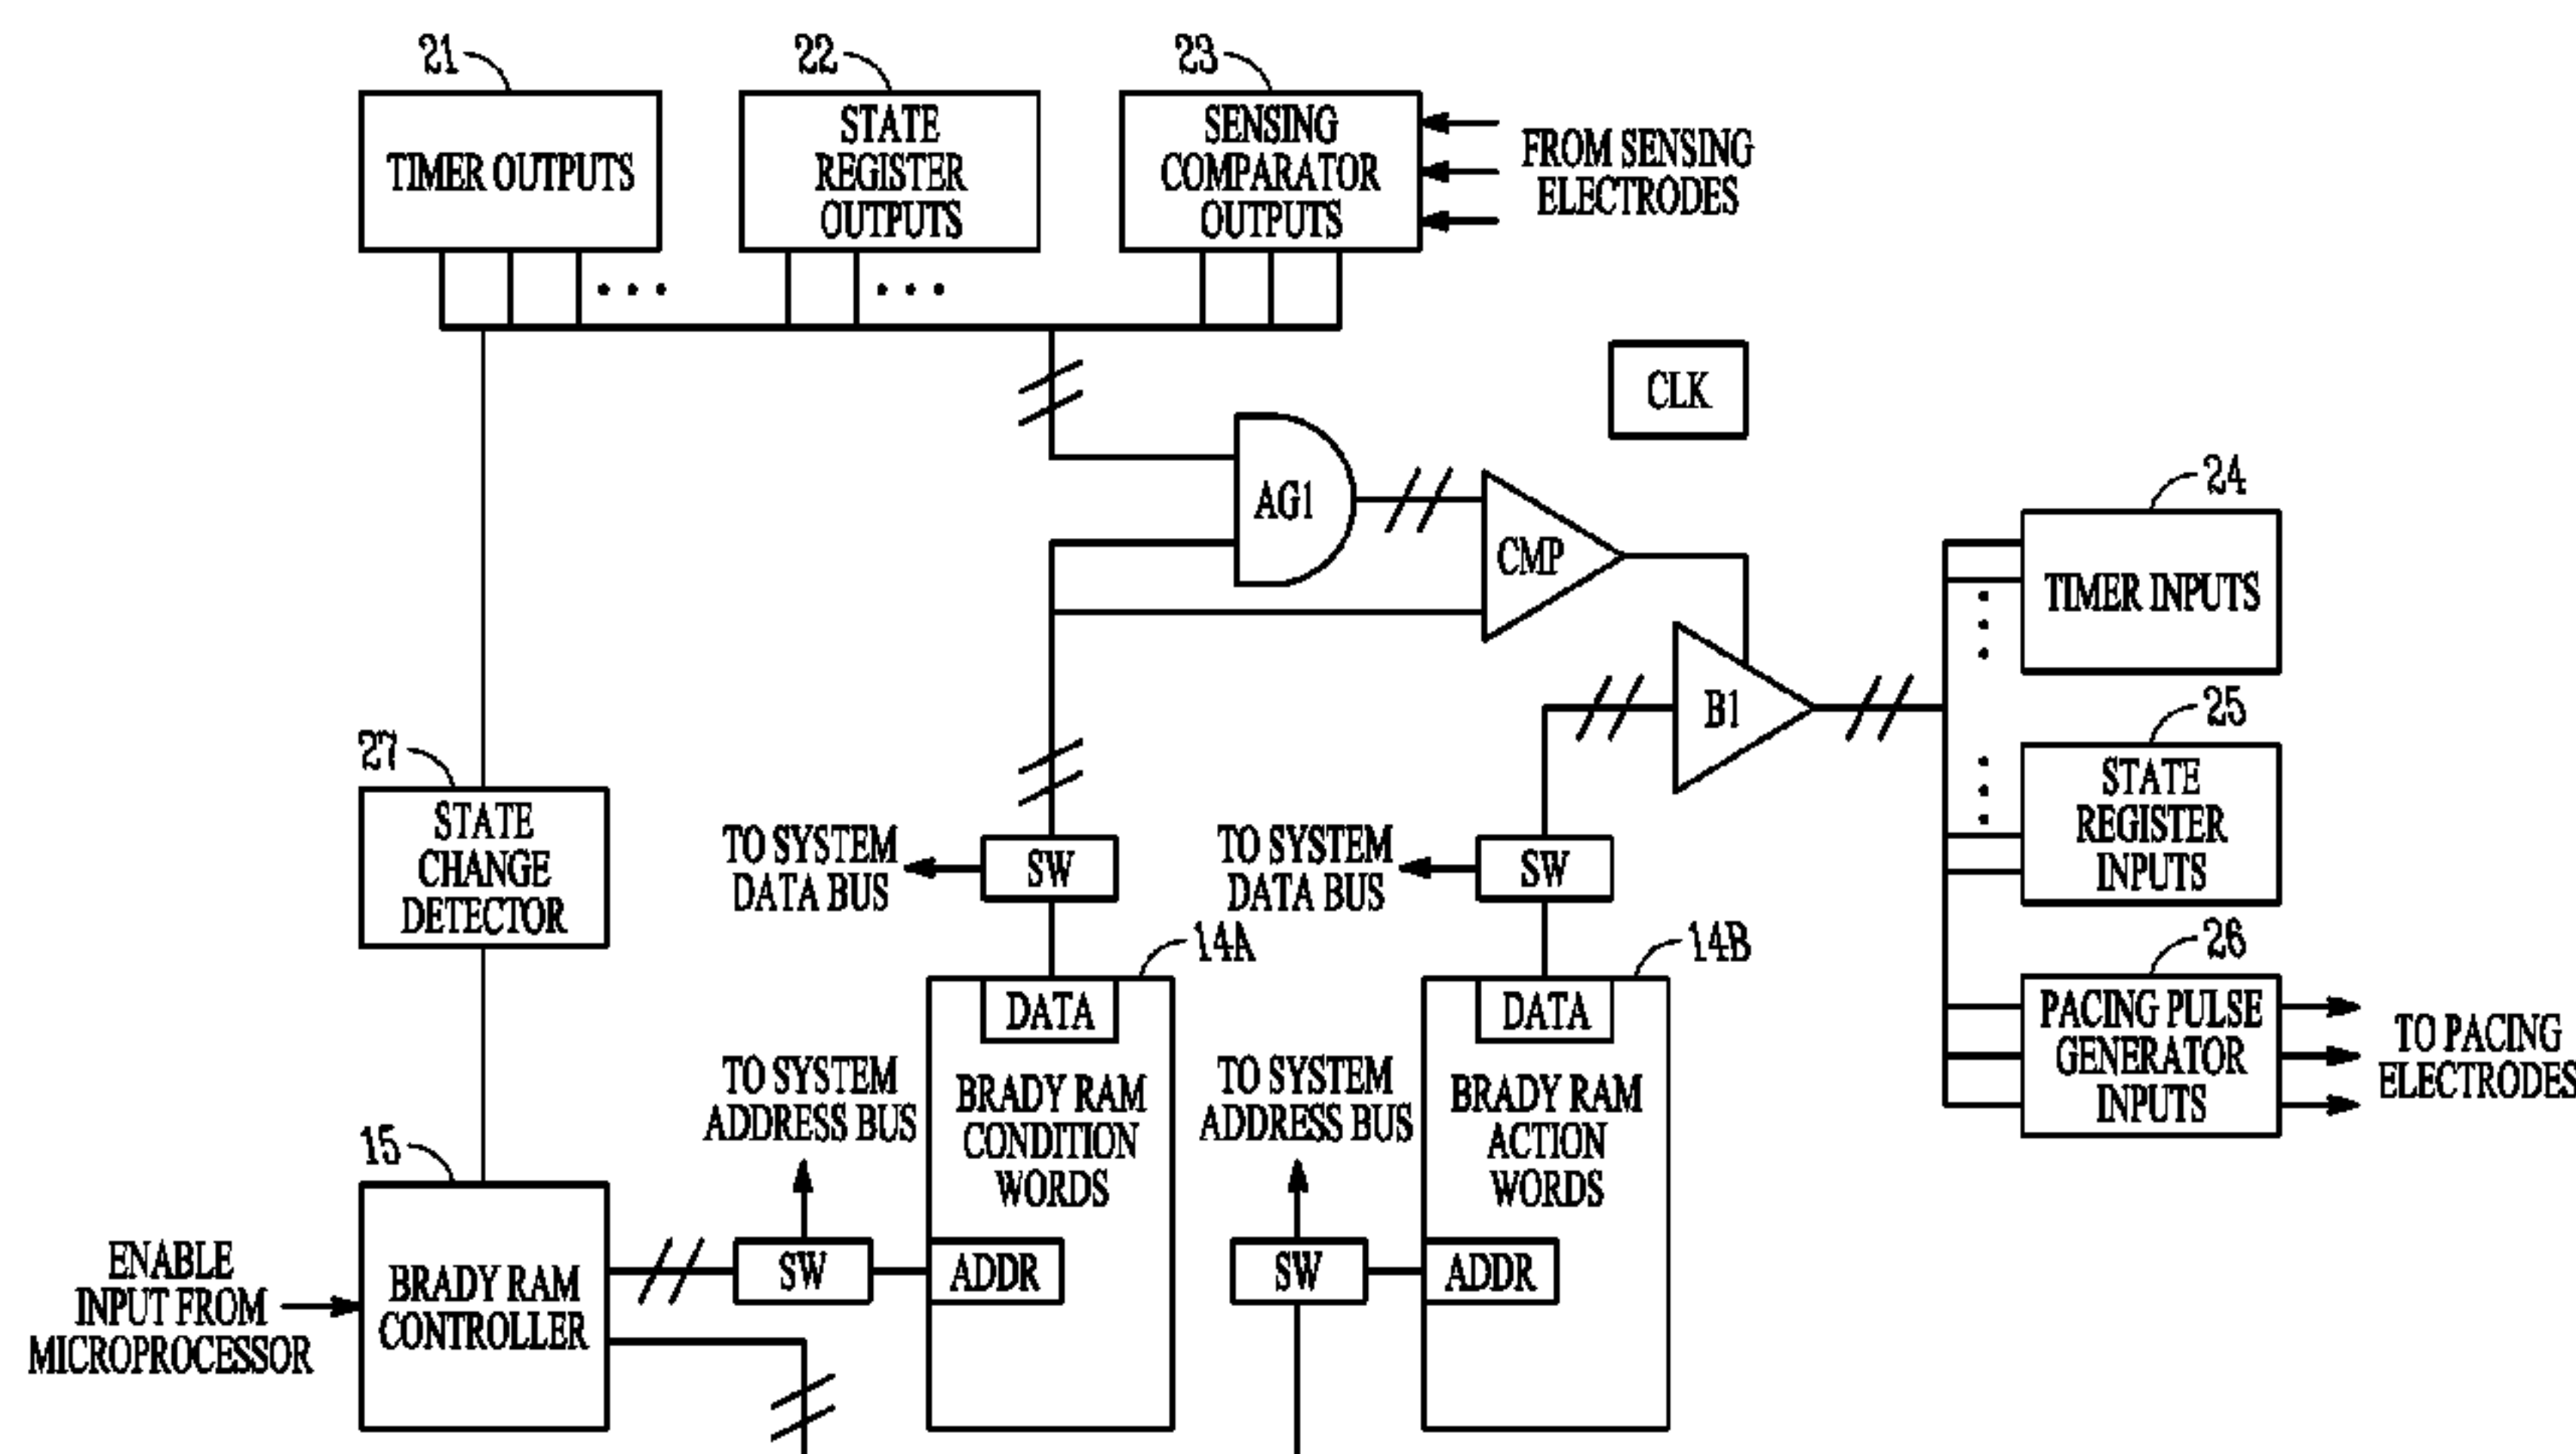 21
22
23
TIMER OUTPUTS
STATE
REGISTER
OUTPUTS
SENSING
COMPARATOR
OUTPUTS
FROM SENSING
ELECTRODES
CLK
AG1
CMP
24
TIMER INPUTS
B1
25
STATE
REGISTER
INPUTS
27
STATE
CHANGE
DETECTOR
TO SYSTEM
DATA BUS
SW
TO SYSTEM
DATA BUS
SW
26
PACING PULSE
GENERATOR
INPUTS
TO PACING
ELECTRODES
14A
DATA
BRADY RAM
CONDITION
WORDS
ADDR
14B
DATA
BRADY RAM
ACTION
WORDS
ADDR
TO SYSTEM
ADDRESS BUS
SW
TO SYSTEM
ADDRESS BUS
SW
15
BRADY RAM
CONTROLLER
ENABLE
INPUT FROM
MICROPROCESSOR